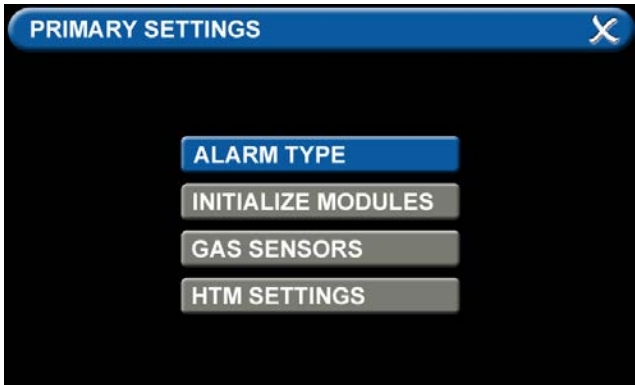 PRIMARY SETTINGS
ALARM TYPE
INITIALIZE MODULES
GAS SENSORS
HTM SETTINGS